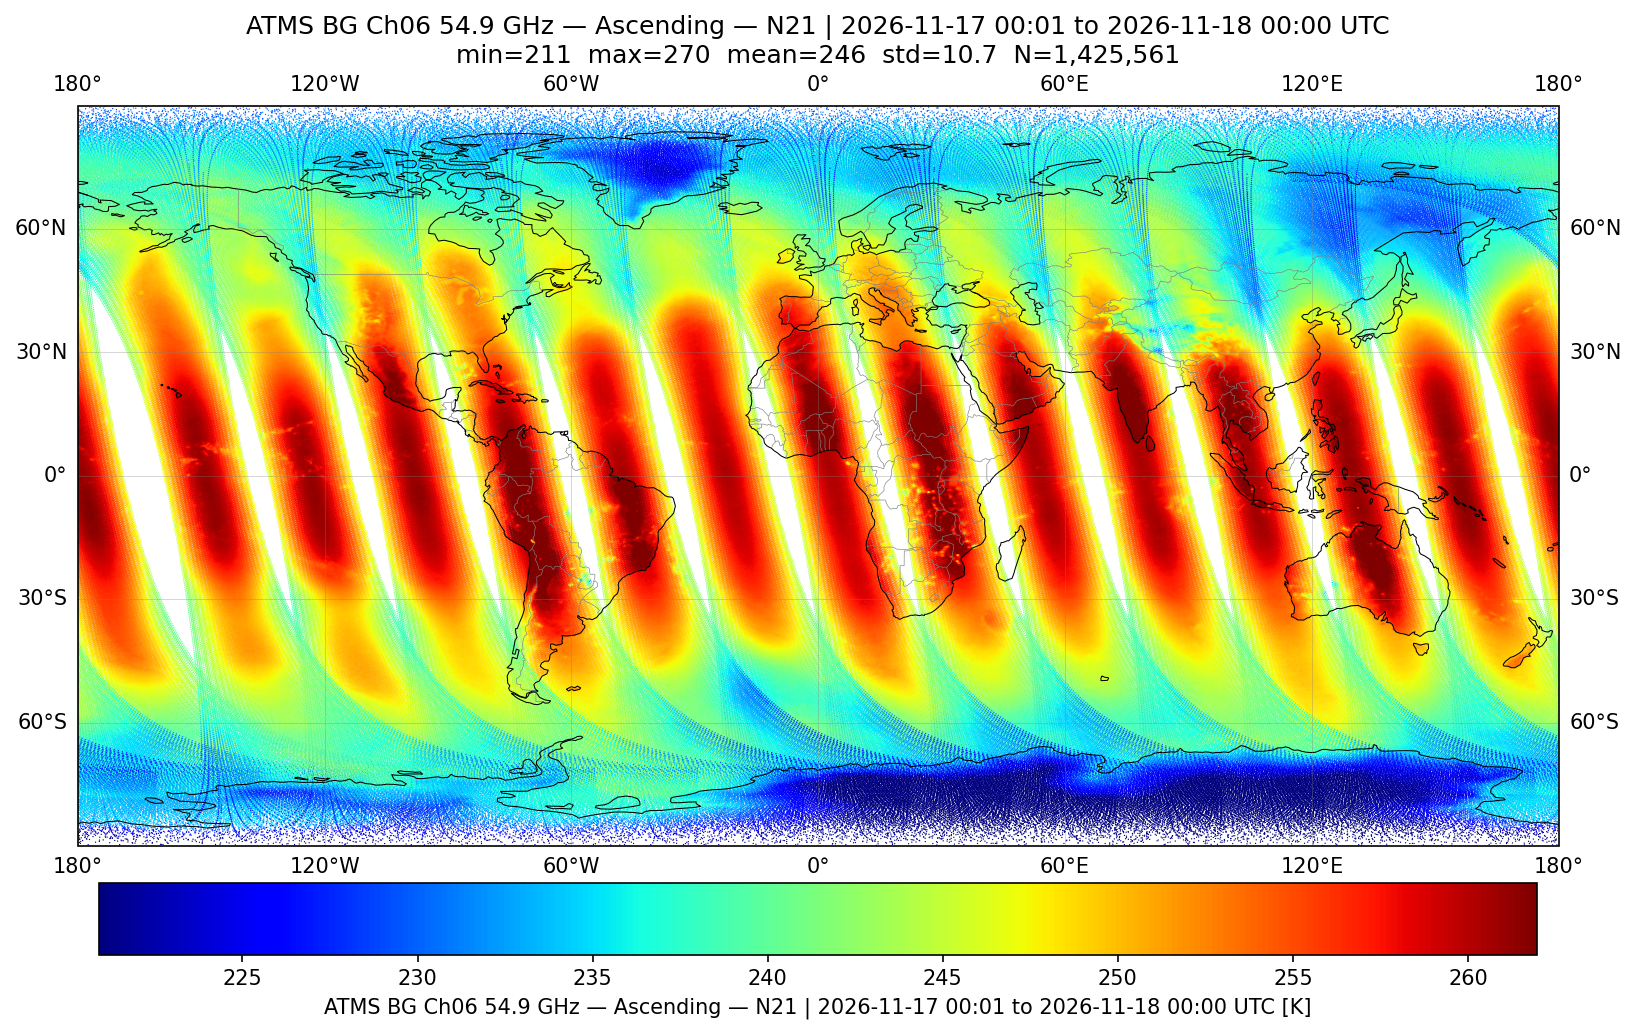 ATMS BG Ch06 54.9 GHz — Ascending — N21 | 2026-11-17 00:01 to 2026-11-18 00:00 UTC
min=211  max=270  mean=246  std=10.7  N=1,425,561
180° 120°W 60°W 0° 60°E 120°E 180°
60°N 60°N
30°N 30°N
0° 0°
30°S 30°S
60°S 60°S
180° 120°W 60°W 0° 60°E 120°E 180°
225 230 235 240 245 250 255 260
ATMS BG Ch06 54.9 GHz — Ascending — N21 | 2026-11-17 00:01 to 2026-11-18 00:00 UTC [K]